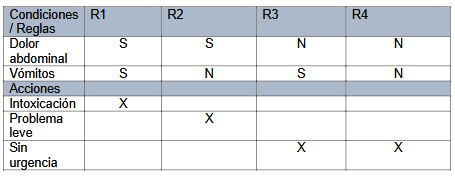 Condiciones / Reglas R1 R2 R3 R4
Dolor abdominal S S N N
Vómitos S N S N
Acciones
Intoxicación X
Problema leve X
Sin urgencia X X